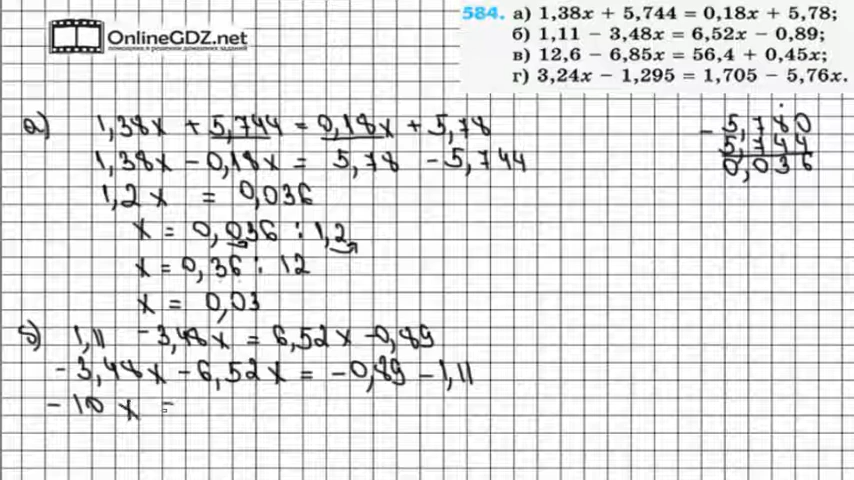 OnlineGDZ.net
помощник в решении домашних заданий
584. а) 1,38x + 5,744 = 0,18x + 5,78;
б) 1,11 − 3,48x = 6,52x − 0,89;
в) 12,6 − 6,85x = 56,4 + 0,45x;
г) 3,24x − 1,295 = 1,705 − 5,76x.
а) 1,38x + 5,744 = 0,18x + 5,78
1,38x − 0,18x = 5,78 − 5,744
1,2x = 0,036
x = 0,036 : 1,2
x = 0,36 : 12
x = 0,03
б) 1,11 − 3,48x = 6,52x − 0,89
− 3,48x − 6,52x = − 0,89 − 1,11
− 10x =
− 5,780
5,744
0,036